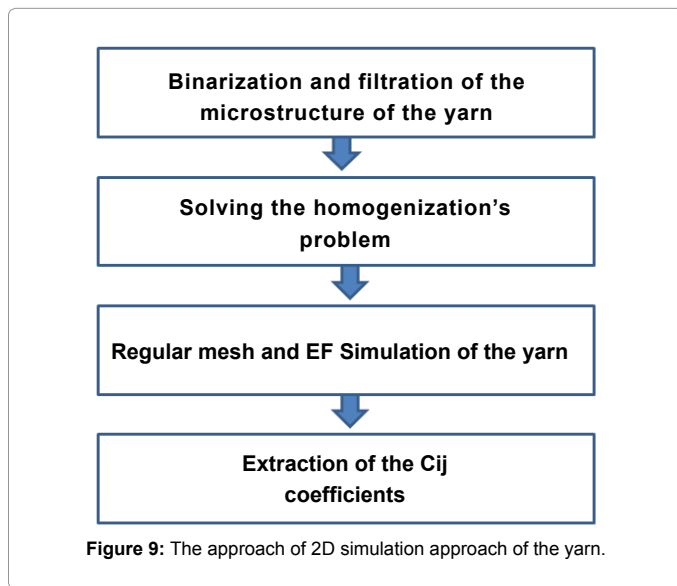 Binarization and filtration of the
microstructure of the yarn
Solving the homogenization's
problem
Regular mesh and EF Simulation of the yarn
Extraction of the Cij
coefficients
Figure 9: The approach of 2D simulation approach of the yarn.